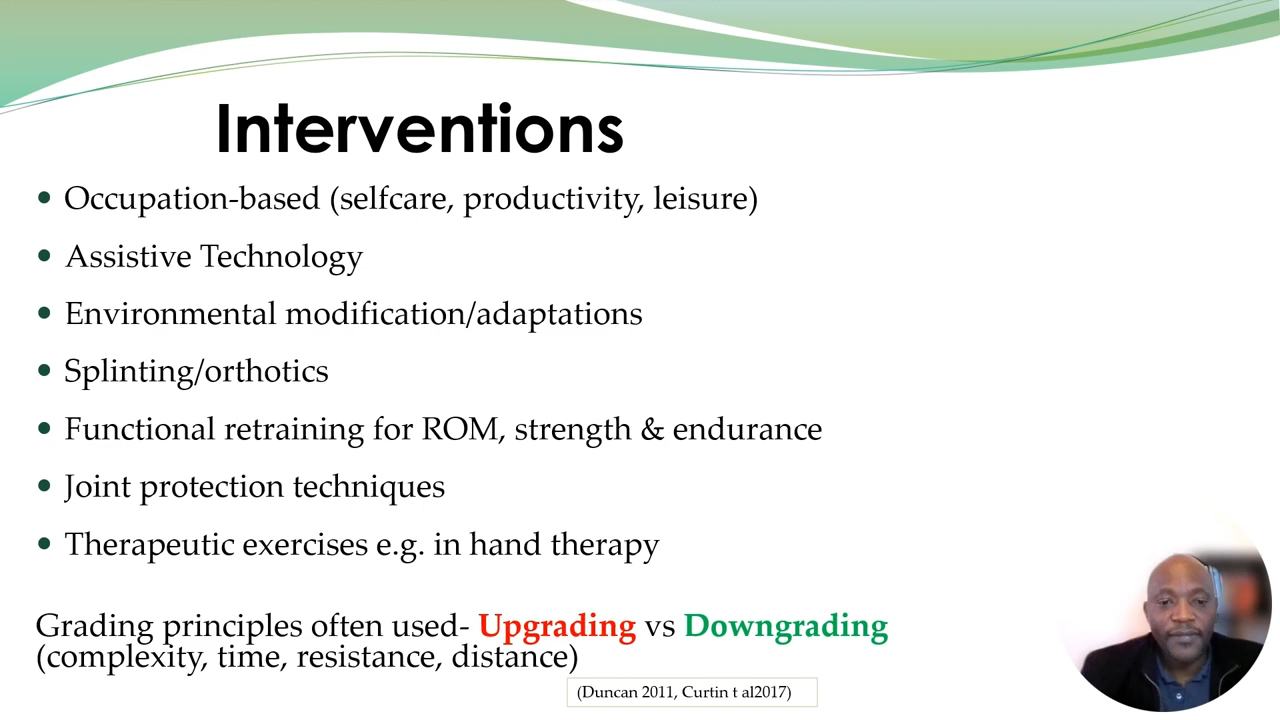 Interventions
• Occupation-based (selfcare, productivity, leisure)
• Assistive Technology
• Environmental modification/adaptations
• Splinting/orthotics
• Functional retraining for ROM, strength & endurance
• Joint protection techniques
• Therapeutic exercises e.g. in hand therapy
Grading principles often used- Upgrading vs Downgrading
(complexity, time, resistance, distance)
(Duncan 2011, Curtin t al2017)